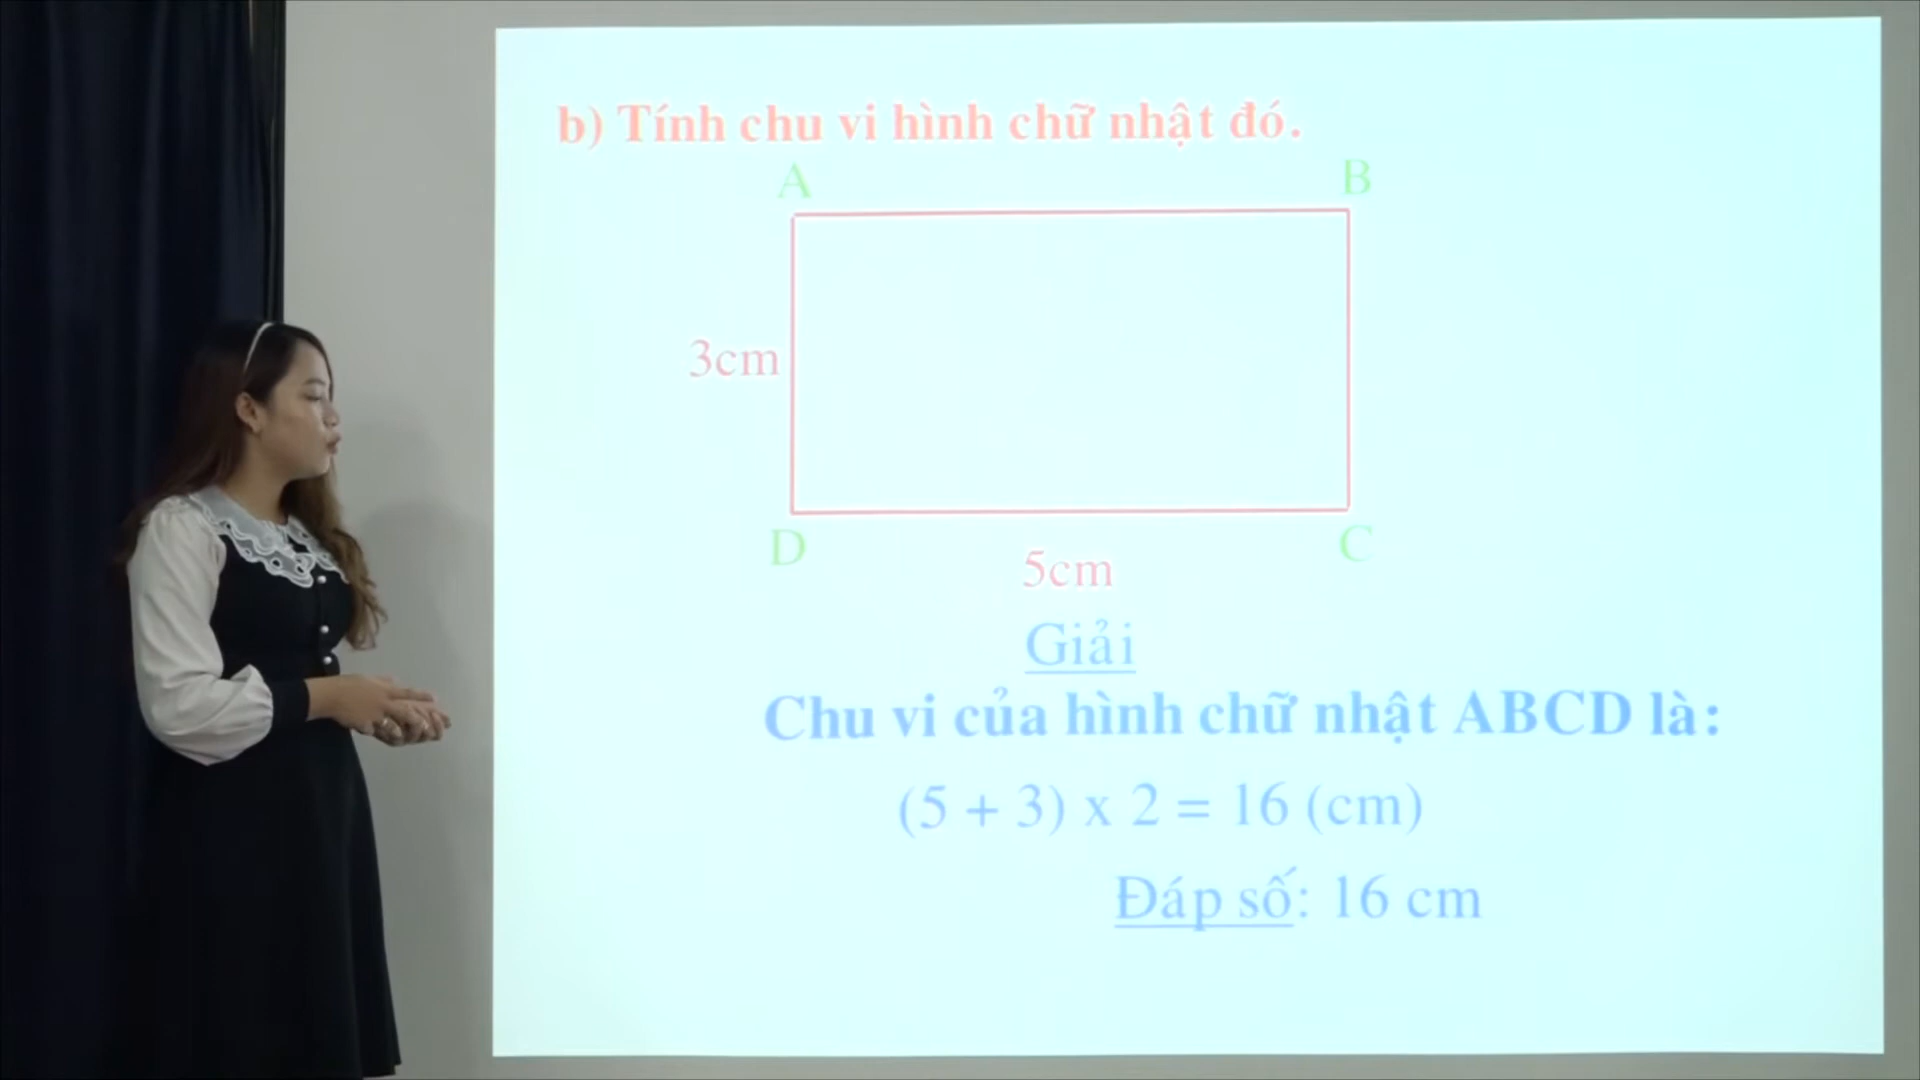 b) Tính chu vi hình chữ nhật đó.
A
B
3cm
D
C
5cm
Giải
Chu vi của hình chữ nhật ABCD là:
(5 + 3) x 2 = 16 (cm)
Đáp số: 16 cm